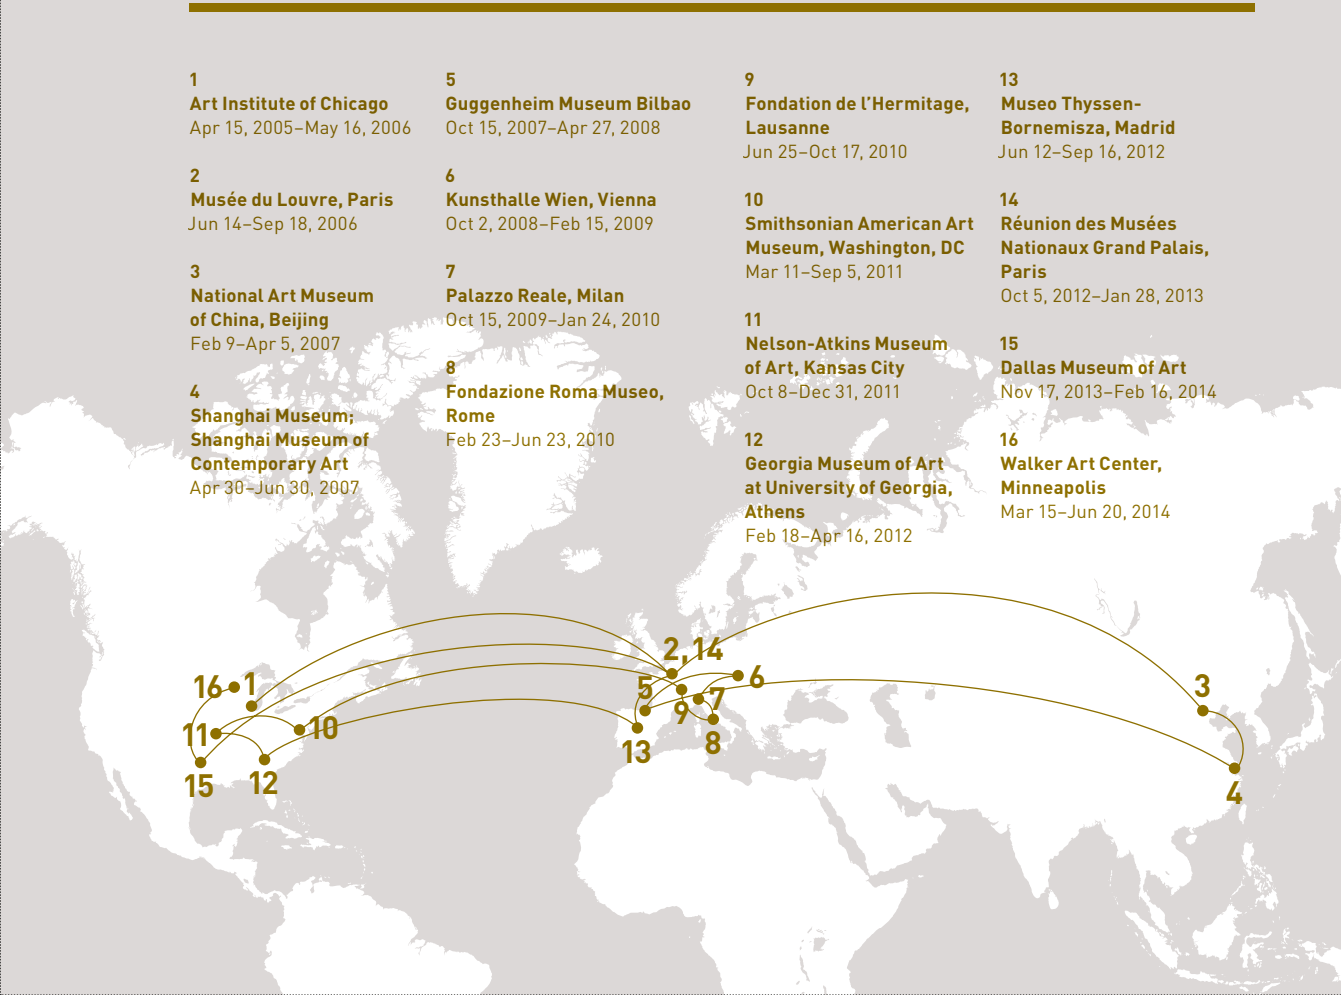 1
Art Institute of Chicago
Apr 15, 2005–May 16, 2006
2
Musée du Louvre, Paris
Jun 14–Sep 18, 2006
3
National Art Museum
of China, Beijing
Feb 9–Apr 5, 2007
4
Shanghai Museum;
Shanghai Museum of
Contemporary Art
Apr 30–Jun 30, 2007
5
Guggenheim Museum Bilbao
Oct 15, 2007–Apr 27, 2008
6
Kunsthalle Wien, Vienna
Oct 2, 2008–Feb 15, 2009
7
Palazzo Reale, Milan
Oct 15, 2009–Jan 24, 2010
8
Fondazione Roma Museo,
Rome
Feb 23–Jun 23, 2010
9
Fondation de l’Hermitage,
Lausanne
Jun 25–Oct 17, 2010
10
Smithsonian American Art
Museum, Washington, DC
Mar 11–Sep 5, 2011
11
Nelson-Atkins Museum
of Art, Kansas City
Oct 8–Dec 31, 2011
12
Georgia Museum of Art
at University of Georgia,
Athens
Feb 18–Apr 16, 2012
13
Museo Thyssen-
Bornemisza, Madrid
Jun 12–Sep 16, 2012
14
Réunion des Musées
Nationaux Grand Palais,
Paris
Oct 5, 2012–Jan 28, 2013
15
Dallas Museum of Art
Nov 17, 2013–Feb 16, 2014
16
Walker Art Center,
Minneapolis
Mar 15–Jun 20, 2014
2,14
16
1
5
6
7
3
9
11
10
13
8
15
12
4